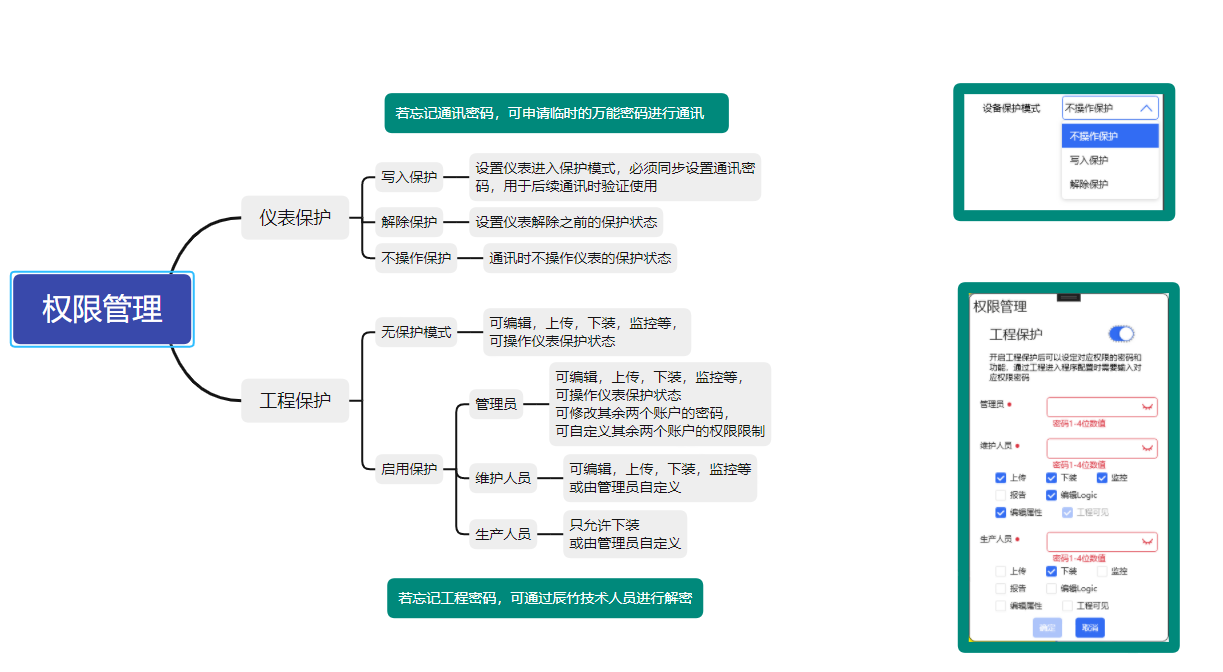 若忘记通讯密码，可申请临时的万能密码进行通讯
权限管理
仪表保护
写入保护
设置仪表进入保护模式，必须同步设置通讯密
码，用于后续通讯时验证使用
解除保护
设置仪表解除之前的保护状态
不操作保护
通讯时不操作仪表的保护状态
工程保护
无保护模式
可编辑，上传，下装，监控等，
可操作仪表保护状态
启用保护
管理员
可编辑，上传，下装，监控等，
可操作仪表保护状态
可修改其余两个账户的密码，
可自定义其余两个账户的权限限制
维护人员
可编辑，上传，下装，监控等
或由管理员自定义
生产人员
只允许下装
或由管理员自定义
若忘记工程密码，可通过辰竹技术人员进行解密
设备保护模式 不操作保护
不操作保护
写入保护
解除保护
权限管理
工程保护
开启工程保护后可以设定对应权限的密码和
功能，通过工程进入程序配置时需要输入对
应权限密码
管理员
密码1-4位数值
维护人员
密码1-4位数值
上传 下装 监控
报告 编辑Logic
编辑属性 工程可见
生产人员
密码1-4位数值
上传 下装 监控
报告 编辑Logic
编辑属性 工程可见
确定 取消